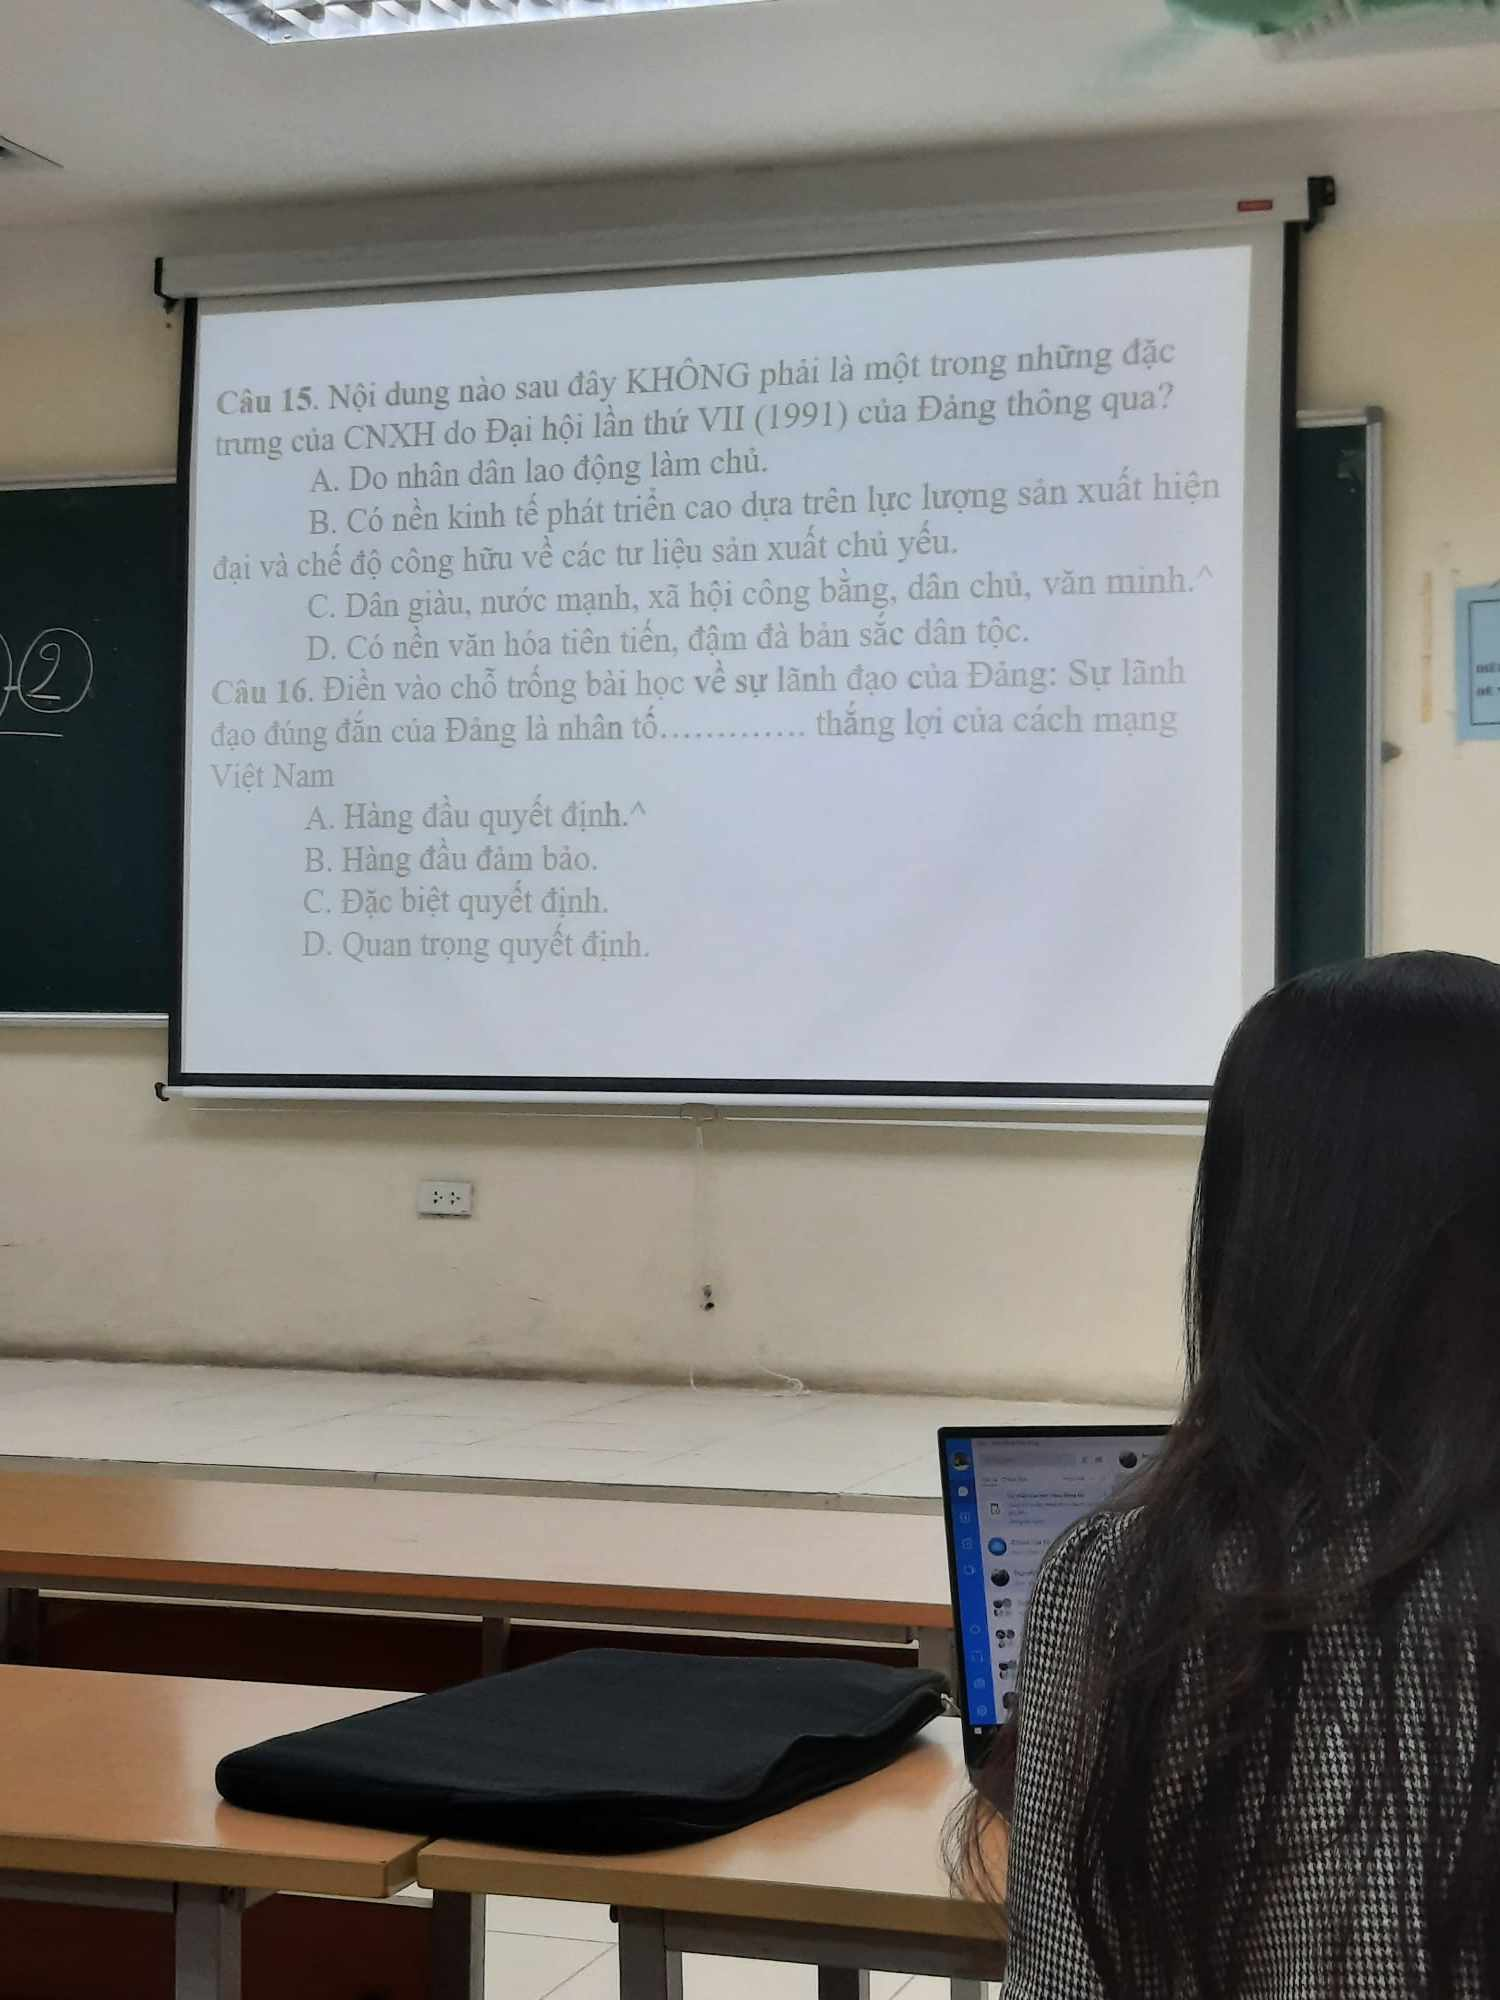 Câu 15. Nội dung nào sau đây KHÔNG phải là một trong những đặc
trưng của CNXH do Đại hội lần thứ VII (1991) của Đảng thông qua?
A. Do nhân dân lao động làm chủ.
B. Có nền kinh tế phát triển cao dựa trên lực lượng sản xuất hiện
đại và chế độ công hữu về các tư liệu sản xuất chủ yếu.
C. Dân giàu, nước mạnh, xã hội công bằng, dân chủ, văn minh.^
D. Có nền văn hóa tiên tiến, đậm đà bản sắc dân tộc.
Câu 16. Điền vào chỗ trống bài học về sự lãnh đạo của Đảng: Sự lãnh
đạo đúng đắn của Đảng là nhân tố.............. thắng lợi của cách mạng
Việt Nam
A. Hàng đầu quyết định.^
B. Hàng đầu đảm bảo.
C. Đặc biệt quyết định.
D. Quan trọng quyết định.
2